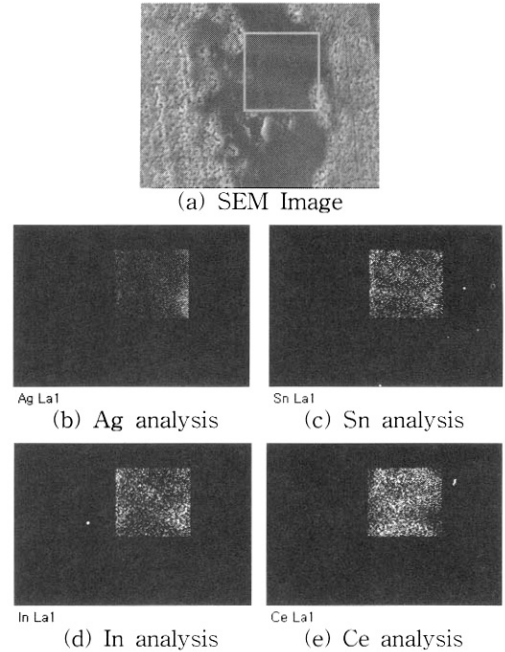 (a) SEM Image
Ag La1
(b) Ag analysis
Sn La1
(c) Sn analysis
In La1
(d) In analysis
Ce La1
(e) Ce analysis